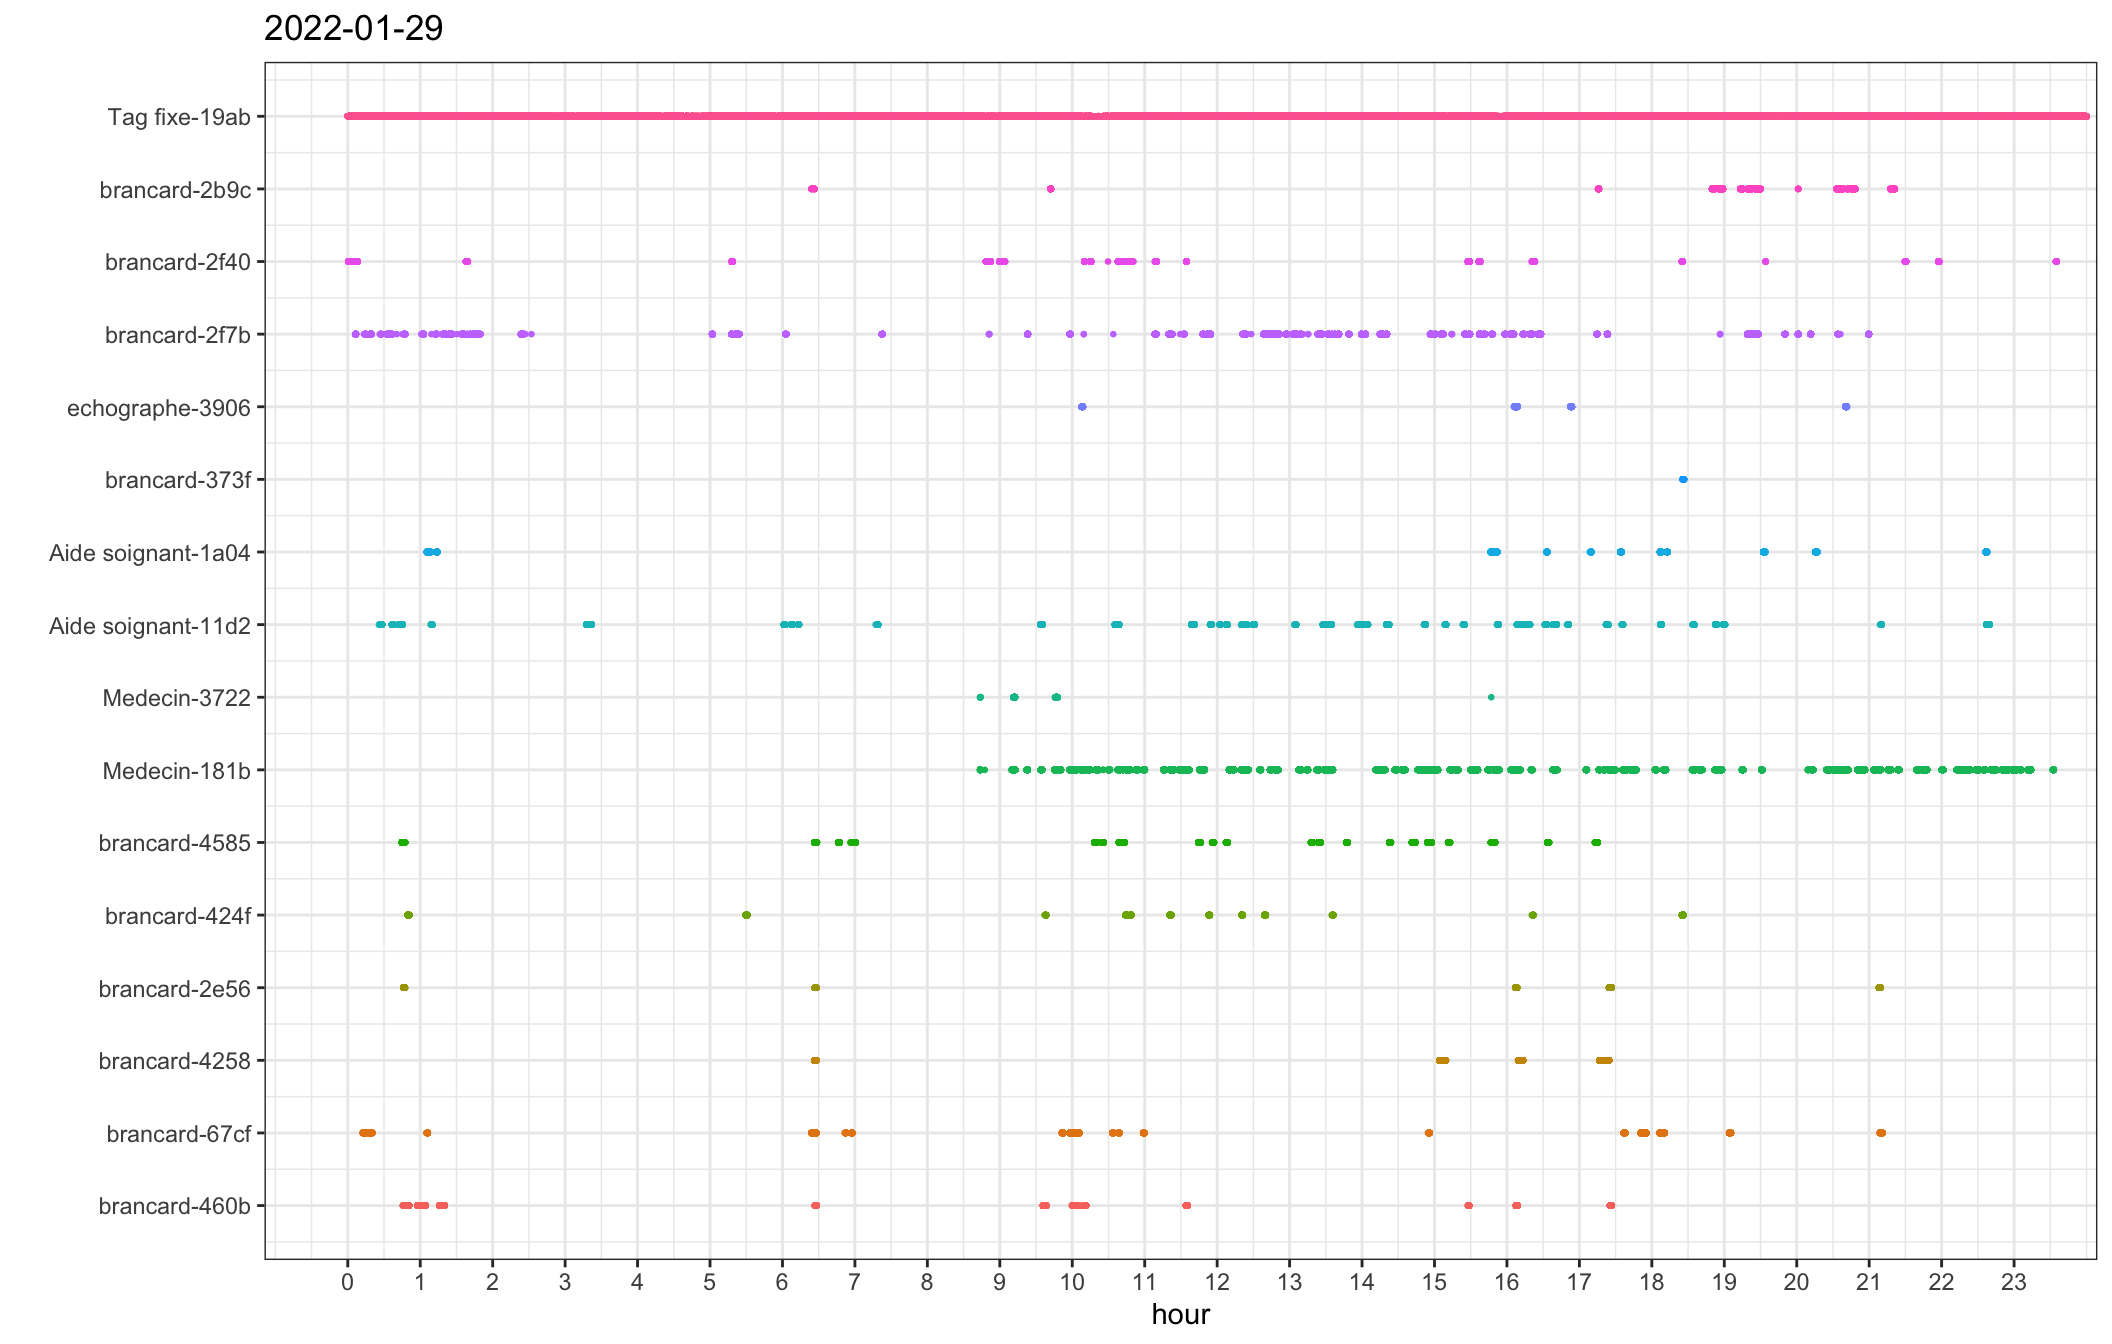 2022-01-29
Tag fixe-19ab
brancard-2b9c
brancard-2f40
brancard-2f7b
echographe-3906
brancard-373f
Aide soignant-1a04
Aide soignant-11d2
Medecin-3722
Medecin-181b
brancard-4585
brancard-424f
brancard-2e56
brancard-4258
brancard-67cf
brancard-460b
0 1 2 3 4 5 6 7 8 9 10 11 12 13 14 15 16 17 18 19 20 21 22 23
hour